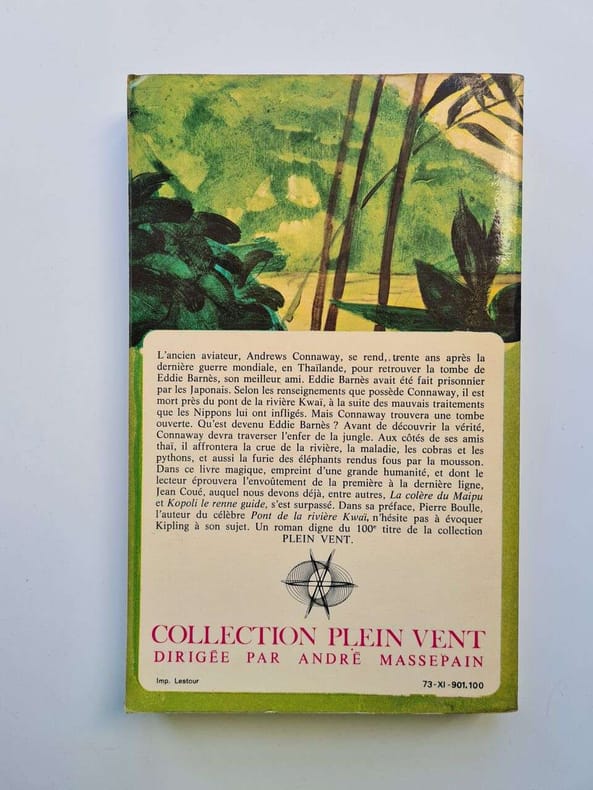 L'ancien aviateur, Andrews Connaway, se rend, trente ans après la
dernière guerre mondiale, en Thaïlande, pour retrouver la tombe de
Eddie Barnès, son meilleur ami. Eddie Barnès avait été fait prisonnier
par les Japonais. Selon les renseignements que possède Connaway, il est
mort près du pont de la rivière Kwaï, à la suite des mauvais traitements
que les Nippons lui ont infligés. Mais Connaway trouvera une tombe
ouverte. Qu'est devenu Eddie Barnès ? Avant de découvrir la vérité,
Connaway devra traverser l'enfer de la jungle. Aux côtés de ses amis
thaï, il affrontera la crue de la rivière, la maladie, les cobras et les
pythons, et aussi la furie des éléphants rendus fous par la mousson.
Dans ce livre magique, empreint d'une grande humanité, et dont le
lecteur éprouvera l'envoûtement de la première à la dernière ligne,
Jean Coué, auquel nous devons déjà, entre autres, La colère du Maipu
et Kopoli le renne guide, s'est surpassé. Dans sa préface, Pierre Boulle,
l'auteur du célèbre Pont de la rivière Kwaï, n'hésite pas à évoquer
Kipling à son sujet. Un roman digne du 100e titre de la collection
PLEIN VENT.
COLLECTION PLEIN VENT
DIRIGÉE PAR ANDRÉ MASSEPAIN
Imp. Lestour
73-XI-901.100